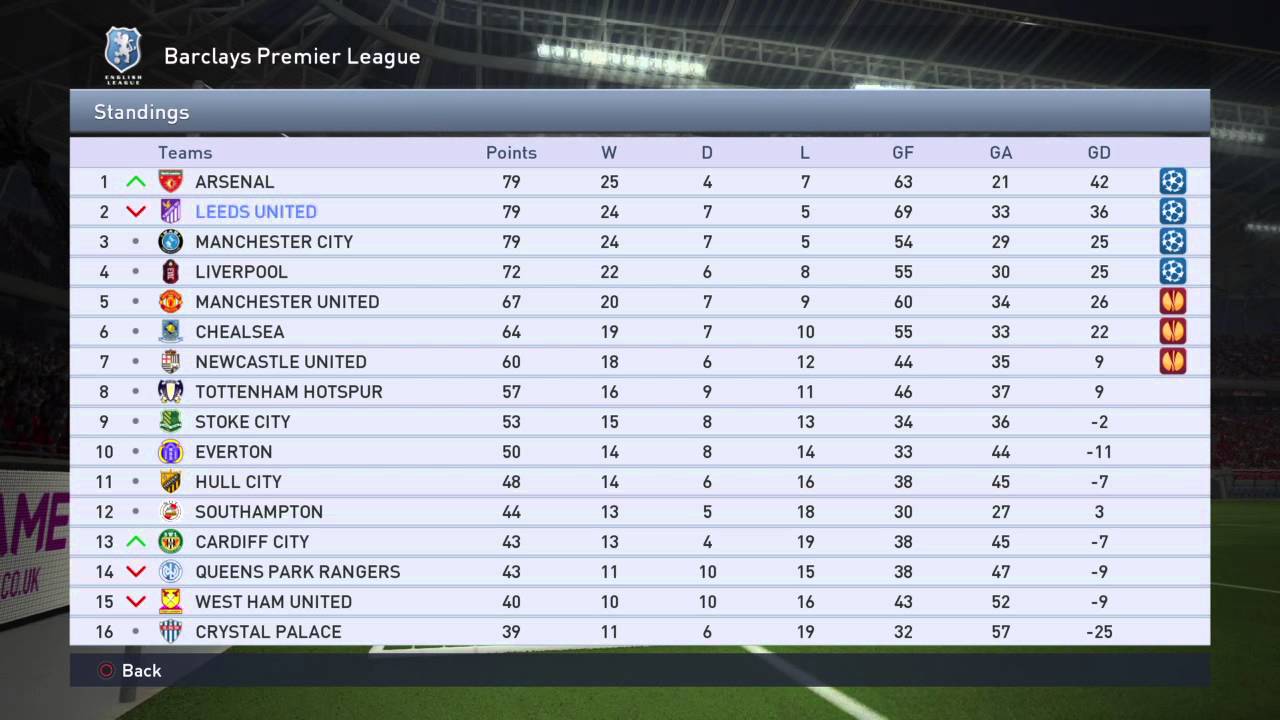 ENGLISH
LEAGUE
Barclays Premier League
Standings
Teams Points W D L GF GA GD
1 ARSENAL 79 25 4 7 63 21 42
2 LEEDS UNITED 79 24 7 5 69 33 36
3 MANCHESTER CITY 79 24 7 5 54 29 25
4 LIVERPOOL 72 22 6 8 55 30 25
5 MANCHESTER UNITED 67 20 7 9 60 34 26
6 CHEALSEA 64 19 7 10 55 33 22
7 NEWCASTLE UNITED 60 18 6 12 44 35 9
8 TOTTENHAM HOTSPUR 57 16 9 11 46 37 9
9 STOKE CITY 53 15 8 13 34 36 -2
10 EVERTON 50 14 8 14 33 44 -11
11 HULL CITY 48 14 6 16 38 45 -7
12 SOUTHAMPTON 44 13 5 18 30 27 3
13 CARDIFF CITY 43 13 4 19 38 45 -7
14 QUEENS PARK RANGERS 43 11 10 15 38 47 -9
15 WEST HAM UNITED 40 10 10 16 43 52 -9
16 CRYSTAL PALACE 39 11 6 19 32 57 -25
AME
.CO.UK
Back